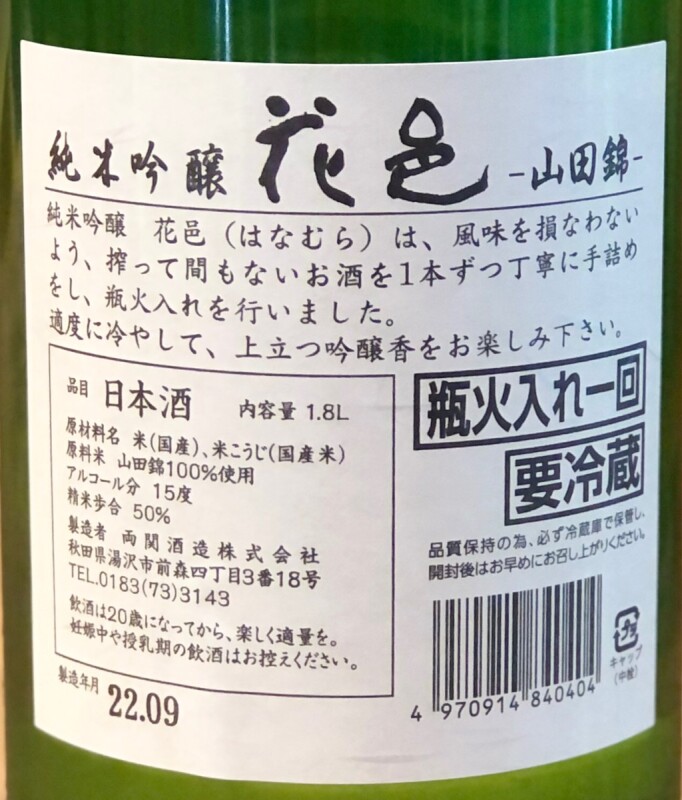 純米吟醸 花邑 -山田錦-
純米吟醸　花邑（はなむら）は、風味を損なわない
よう、搾って間もないお酒を1本ずつ丁寧に手詰め
をし、瓶火入れを行いました。
適度に冷やして、上立つ吟醸香をお楽しみ下さい。
品目 日本酒 内容量 1.8L
原材料名 米(国産)、米こうじ(国産米)
原料米 山田錦100%使用
アルコール分 15度
精米歩合 50%
製造者 両関酒造株式会社
秋田県湯沢市前森四丁目3番18号
TEL.0183(73)3143
飲酒は20歳になってから、楽しく適量を。
妊娠中や授乳期の飲酒はお控えください。
製造年月 22.09
瓶火入れ一回
要冷蔵
品質保持の為、必ず冷蔵庫で保管し、
開封後はお早めにお召し上がりください。
4 970914 840404
プラ
キャップ
(中栓)